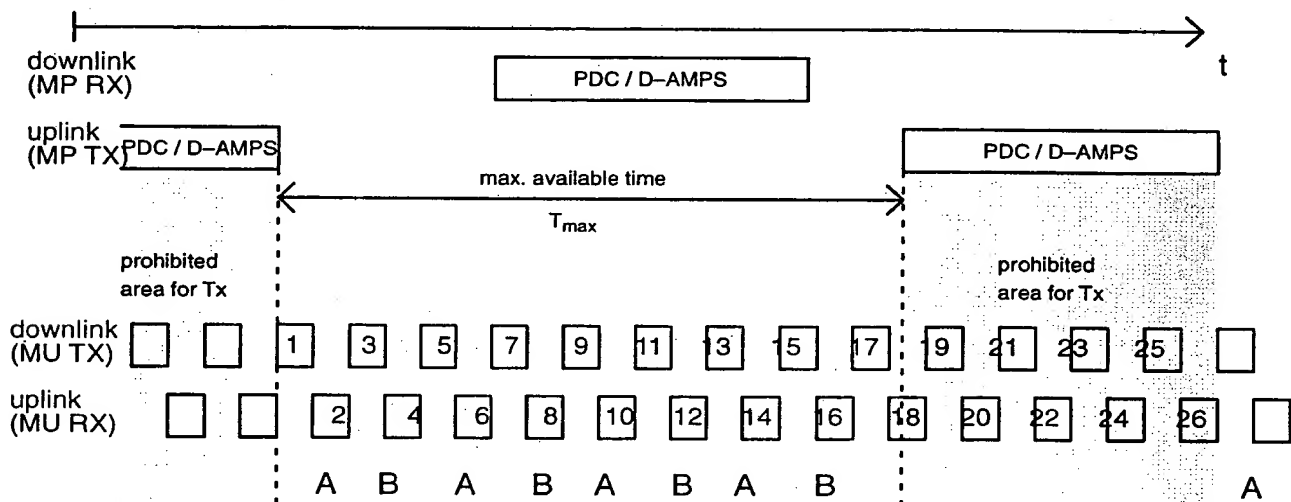 t
downlink
(MP RX)
PDC / D–AMPS
uplink
(MP TX)
PDC / D–AMPS
PDC / D–AMPS
max. available time
Tmax
prohibited
area for Tx
prohibited
area for Tx
downlink
(MU TX)
1 3 5 7 9 11 13 15 17 19 21 23 25
uplink
(MU RX)
2 4 6 8 10 12 14 16 18 20 22 24 26
A B A B A B A B A